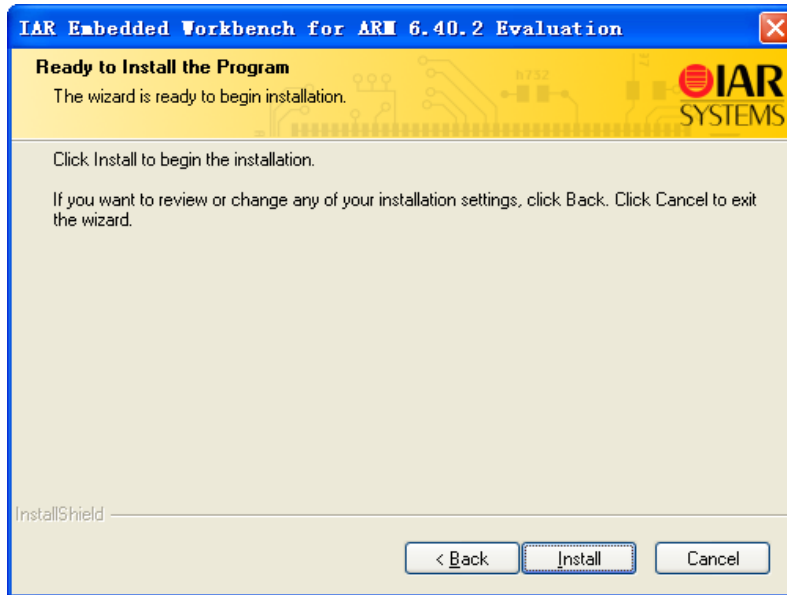 IAR Embedded Workbench for ARM 6.40.2 Evaluation
Ready to Install the Program
The wizard is ready to begin installation.
h732
IAR
SYSTEMS
Click Install to begin the installation.
If you want to review or change any of your installation settings, click Back. Click Cancel to exit
the wizard.
InstallShield
< Back
Install
Cancel